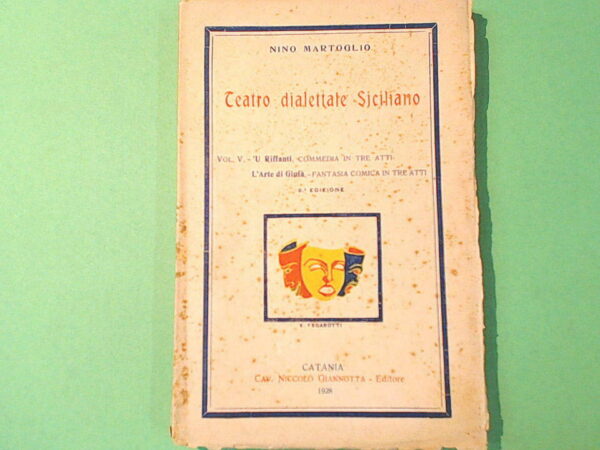 NINO MARTOGLIO
Teatro dialettale Siciliano
VOL. V. - 'U Riffanti, COMMEDIA IN TRE ATTI
L'Arte di Giufà, - FANTASIA COMICA IN TRE ATTI
EDIZIONE
CATANIA
CAV. NICCOLÒ GIANNOTTA - Editore
1928